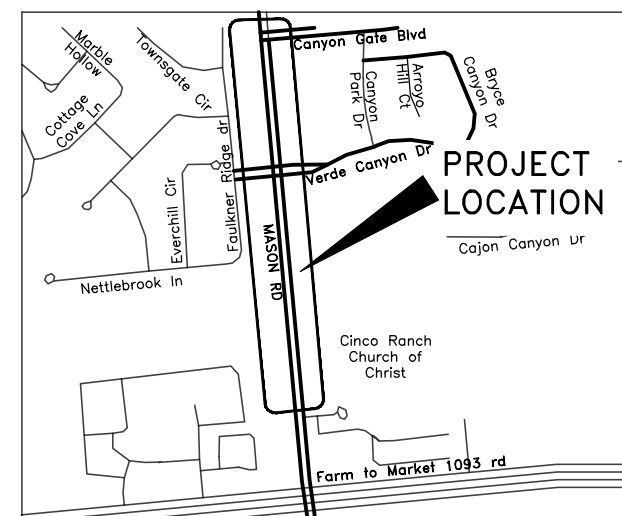 Marble
Hollow
Townsgate Cir
Canyon Gate Blvd
Cottage
Cove Ln
Canyon
Park Dr
Arroyo
Hill Ct
Bryce
Canyon Dr
Faulkner Ridge dr
Verde Canyon Dr
PROJECT
LOCATION
Everchill Cir
MASON RD
Cajon Canyon Dr
Nettlebrook ln
Cinco Ranch
Church of
Christ
Farm to Market 1093 rd